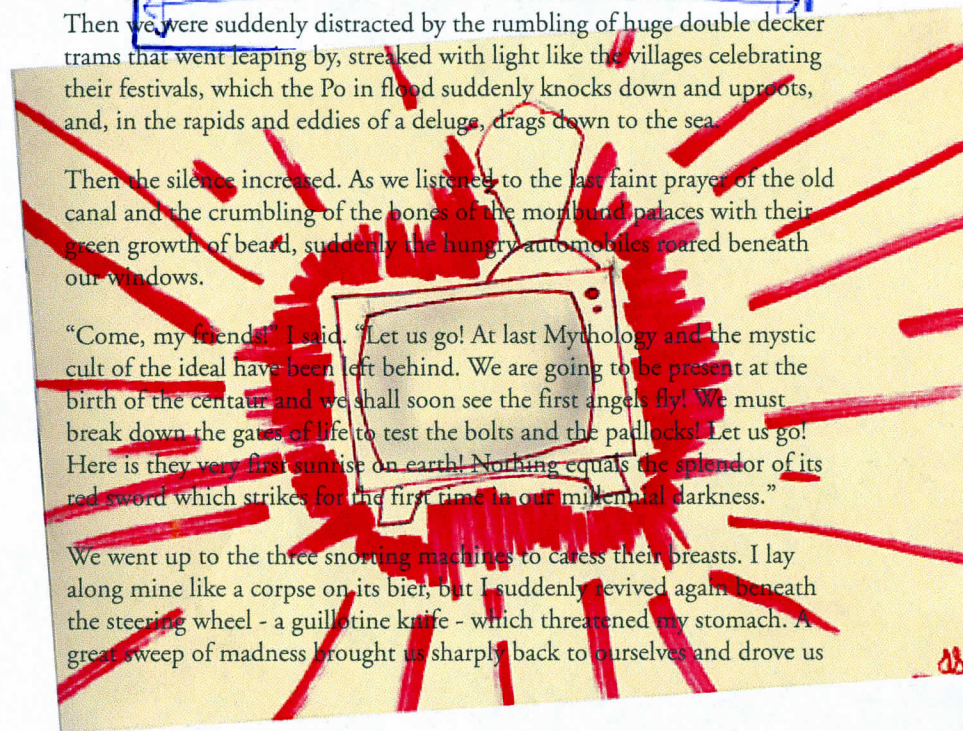 Then we were suddenly distracted by the rumbling of huge double decker
trams that went leaping by, streaked with light like the villages celebrating
their festivals, which the Po in flood suddenly knocks down and uproots,
and, in the rapids and eddies of a deluge, drags down to the sea.
Then the silence increased. As we listened to the last faint prayer of the old
canal and the crumbling of the bones of the moribund palaces with their
green growth of beard, suddenly the hungry automobiles roared beneath
our windows.
“Come, my friends!” I said. “Let us go! At last Mythology and the mystic
cult of the ideal have been left behind. We are going to be present at the
birth of the centaur and we shall soon see the first angels fly! We must
break down the gates of life to test the bolts and the padlocks! Let us go!
Here is they very first sunrise on earth! Nothing equals the splendor of its
red sword which strikes for the first time in our millennial darkness.”
We went up to the three snorting machines to caress their breasts. I lay
along mine like a corpse on its bier, but I suddenly revived again beneath
the steering wheel - a guillotine knife - which threatened my stomach. A
great sweep of madness brought us sharply back to ourselves and drove us